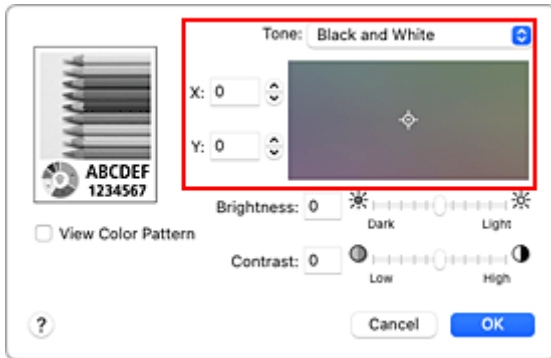 Tone: Black and White
X: 0
Y: 0
ABCDEF
1234567
View Color Pattern
Brightness: 0
Dark Light
Contrast: 0
Low High
? Cancel OK